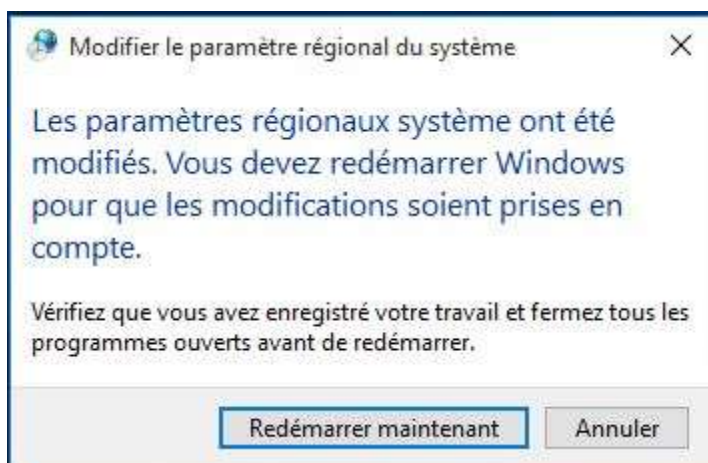 Modifier le paramètre régional du système
Les paramètres régionaux système ont été
modifiés. Vous devez redémarrer Windows
pour que les modifications soient prises en
compte.
Vérifiez que vous avez enregistré votre travail et fermez tous les
programmes ouverts avant de redémarrer.
Redémarrer maintenant
Annuler